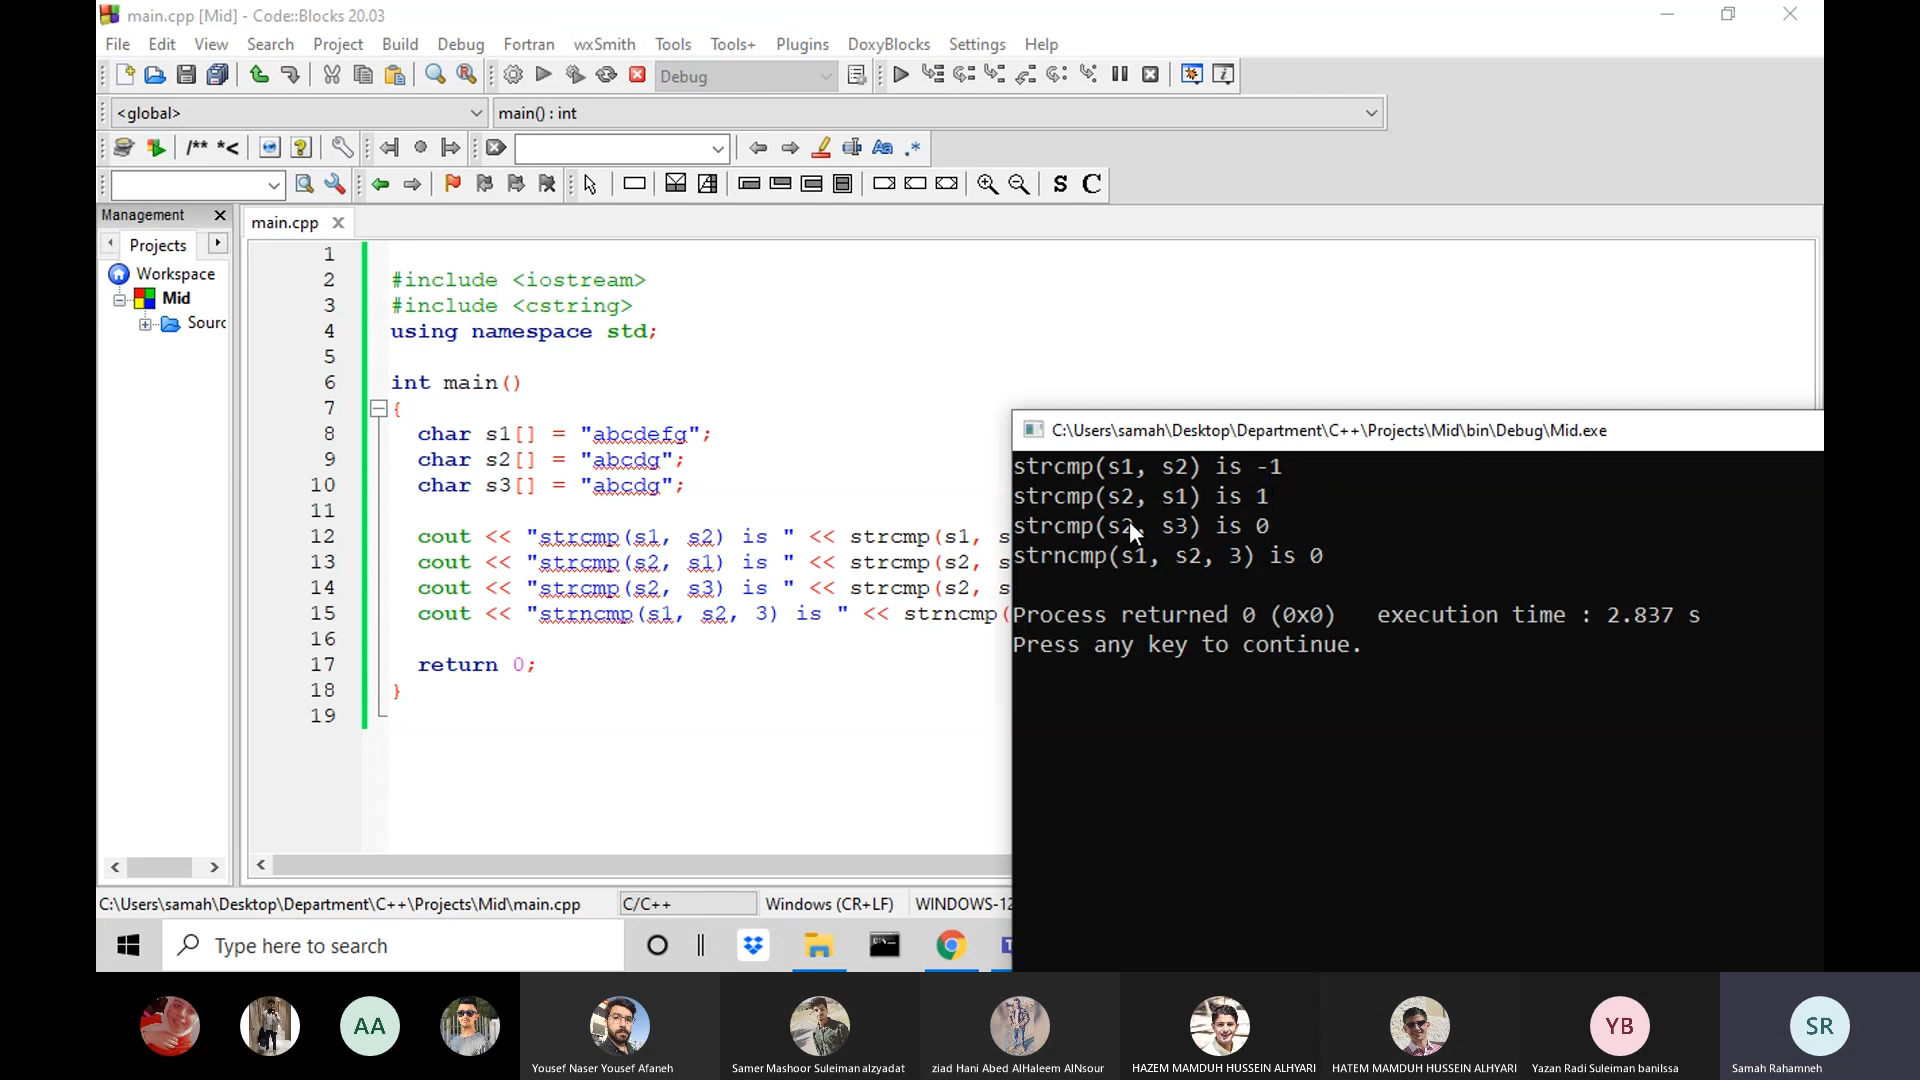 main.cpp [Mid] - Code::Blocks 20.03
File Edit View Search Project Build Debug Fortran wxSmith Tools Tools+ Plugins DoxyBlocks Settings Help
Debug
<global> main() : int
/** *<
Aa .*
S C
Management
Projects
Workspace
Mid
Sourc
main.cpp
1
2 #include <iostream>
3 #include <cstring>
4 using namespace std;
5
6 int main()
7 {
8 char s1[] = "abcdefg";
9 char s2[] = "abcdg";
10 char s3[] = "abcdg";
11
12 cout << "strcmp(s1, s2) is " << strcmp(s1, s
13 cout << "strcmp(s2, s1) is " << strcmp(s2, s
14 cout << "strcmp(s2, s3) is " << strcmp(s2, s
15 cout << "strncmp(s1, s2, 3) is " << strncmp(
16
17 return 0;
18 }
19
C:\Users\samah\Desktop\Department\C++\Projects\Mid\bin\Debug\Mid.exe
strcmp(s1, s2) is -1
strcmp(s2, s1) is 1
strcmp(s2, s3) is 0
strncmp(s1, s2, 3) is 0
Process returned 0 (0x0) execution time : 2.837 s
Press any key to continue.
C:\Users\samah\Desktop\Department\C++\Projects\Mid\main.cpp C/C++ Windows (CR+LF) WINDOWS-12
Type here to search
AA
YB
SR
Yousef Naser Yousef Afaneh
Samer Mashoor Suleiman alzyadat
ziad Hani Abed AlHaleem AlNsour
HAZEM MAMDUH HUSSEIN ALHYARI
HATEM MAMDUH HUSSEIN ALHYARI
Yazan Radi Suleiman baniIssa
Samah Rahamneh